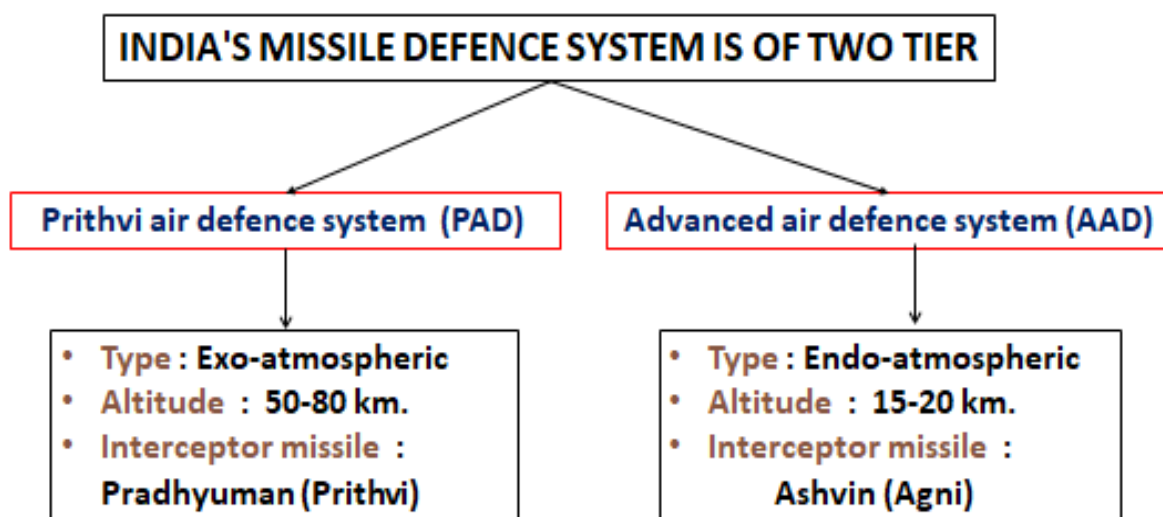 INDIA'S MISSILE DEFENCE SYSTEM IS OF TWO TIER
Prithvi air defence system (PAD)
Advanced air defence system (AAD)
• Type : Exo-atmospheric
• Altitude : 50-80 km.
• Interceptor missile :
Pradhyuman (Prithvi)
• Type : Endo-atmospheric
• Altitude : 15-20 km.
• Interceptor missile :
Ashvin (Agni)